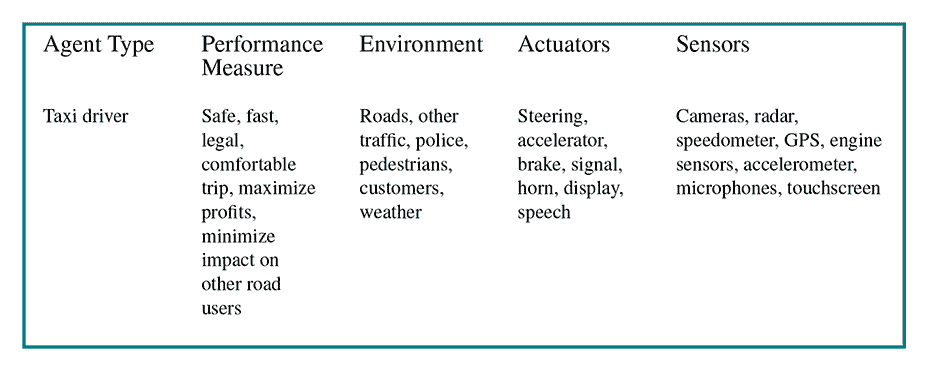 Agent Type
Performance
Measure
Environment
Actuators
Sensors
Taxi driver
Safe, fast,
legal,
comfortable
trip, maximize
profits,
minimize
impact on
other road
users
Roads, other
traffic, police,
pedestrians,
customers,
weather
Steering,
accelerator,
brake, signal,
horn, display,
speech
Cameras, radar,
speedometer, GPS, engine
sensors, accelerometer,
microphones, touchscreen